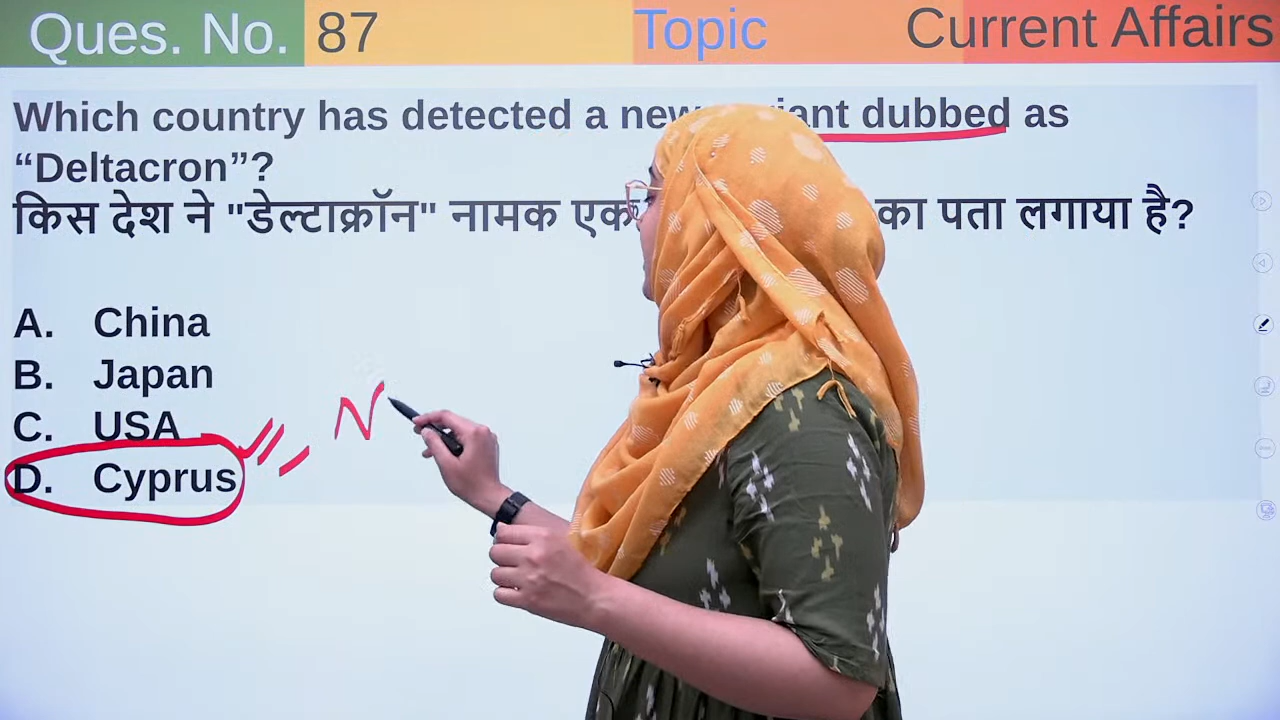 Ques. No. 87 Topic Current Affairs
Which country has detected a new dubbed as
“Deltacron”?
किस देश ने "डेल्टाक्रॉन" नामक एक का पता लगाया है?
A. China
B. Japan
C. USA
D. Cyprus
N